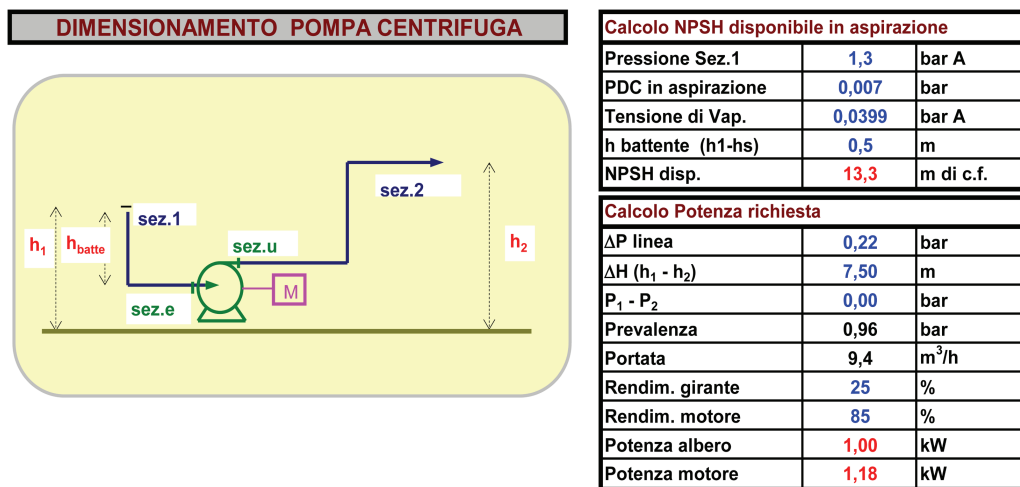 DIMENSIONAMENTO POMPA CENTRIFUGA
sez.1
sez.2
h1
hbatte
sez.u
h2
M
sez.e
Calcolo NPSH disponibile in aspirazione
Pressione Sez.1 1,3 bar A
PDC in aspirazione 0,007 bar
Tensione di Vap. 0,0399 bar A
h battente (h1-hs) 0,5 m
NPSH disp. 13,3 m di c.f.
Calcolo Potenza richiesta
ΔP linea 0,22 bar
ΔH (h1 - h2) 7,50 m
P1 - P2 0,00 bar
Prevalenza 0,96 bar
Portata 9,4 m³/h
Rendim. girante 25 %
Rendim. motore 85 %
Potenza albero 1,00 kW
Potenza motore 1,18 kW